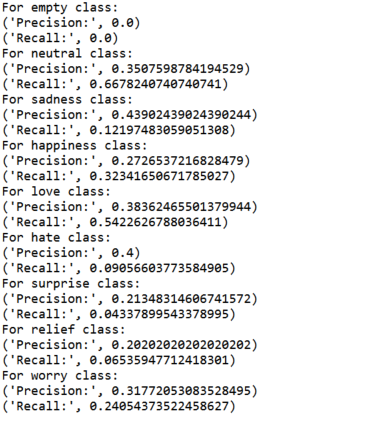 For empty class:
('Precision:', 0.0)
('Recall:', 0.0)
For neutral class:
('Precision:', 0.3507598784194529)
('Recall:', 0.6678240740740741)
For sadness class:
('Precision:', 0.43902439024390244)
('Recall:', 0.12197483059051308)
For happiness class:
('Precision:', 0.2726537216828479)
('Recall:', 0.32341650671785027)
For love class:
('Precision:', 0.38362465501379944)
('Recall:', 0.5422626788036411)
For hate class:
('Precision:', 0.4)
('Recall:', 0.09056603773584905)
For surprise class:
('Precision:', 0.21348314606741572)
('Recall:', 0.04337899543378995)
For relief class:
('Precision:', 0.20202020202020202)
('Recall:', 0.06535947712418301)
For worry class:
('Precision:', 0.31772053083528495)
('Recall:', 0.24054373522458627)